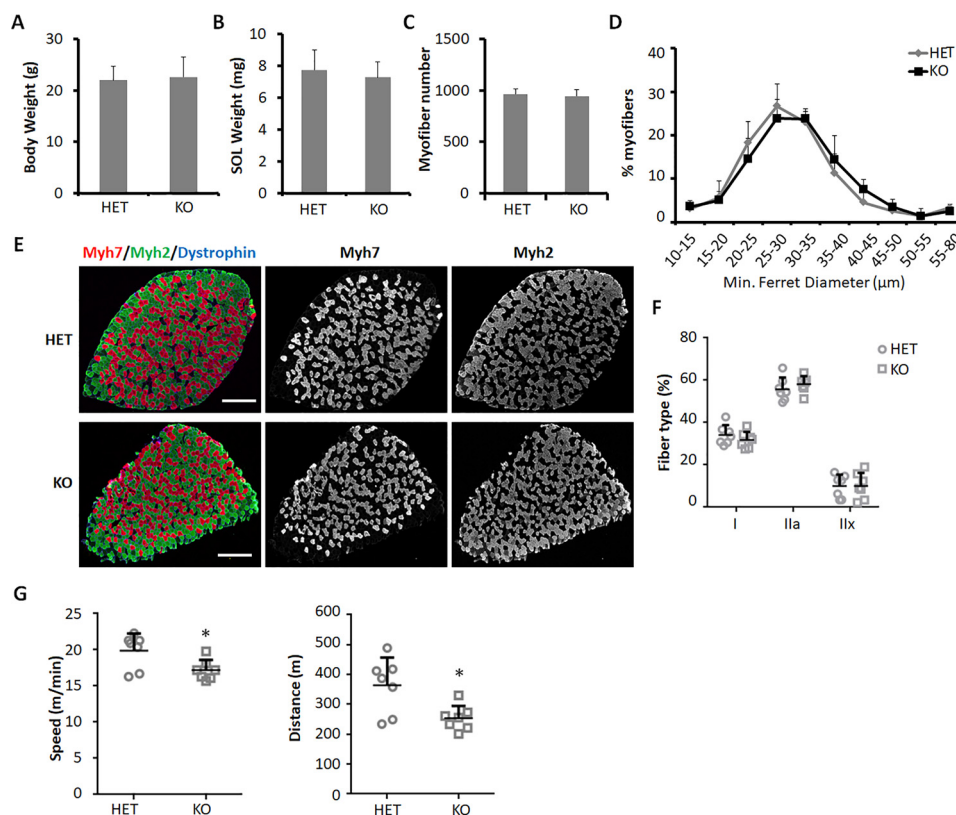 A
Body Weight (g)
30
20
10
0
HET
KO
B
SOL Weight (mg)
10
8
6
4
2
0
HET
KO
C
Myofiber number
1500
1000
500
0
HET
KO
D
HET
KO
% myofibers
40
30
20
10
0
10-15
15-20
20-25
25-30
30-35
35-40
40-45
45-50
50-55
55-80
Min. Ferret Diameter (μm)
E
Myh7/Myh2/Dystrophin
Myh7
Myh2
HET
KO
F
HET
KO
Fiber type (%)
80
60
40
20
0
I
IIa
IIx
G
Speed (m/min)
25
20
15
10
5
0
*
HET
KO
Distance (m)
600
500
400
300
200
100
0
*
HET
KO